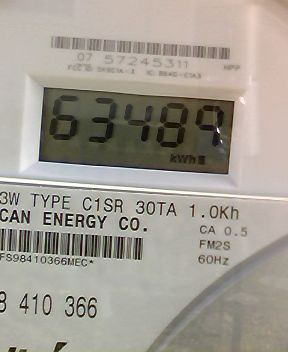 07 57245311
63489
kWh
3W TYPE C1SR 30TA 1.0Kh
CAN ENERGY CO.
CA 0.5
FM2S
FS98410366MEC*
60Hz
8 410 366